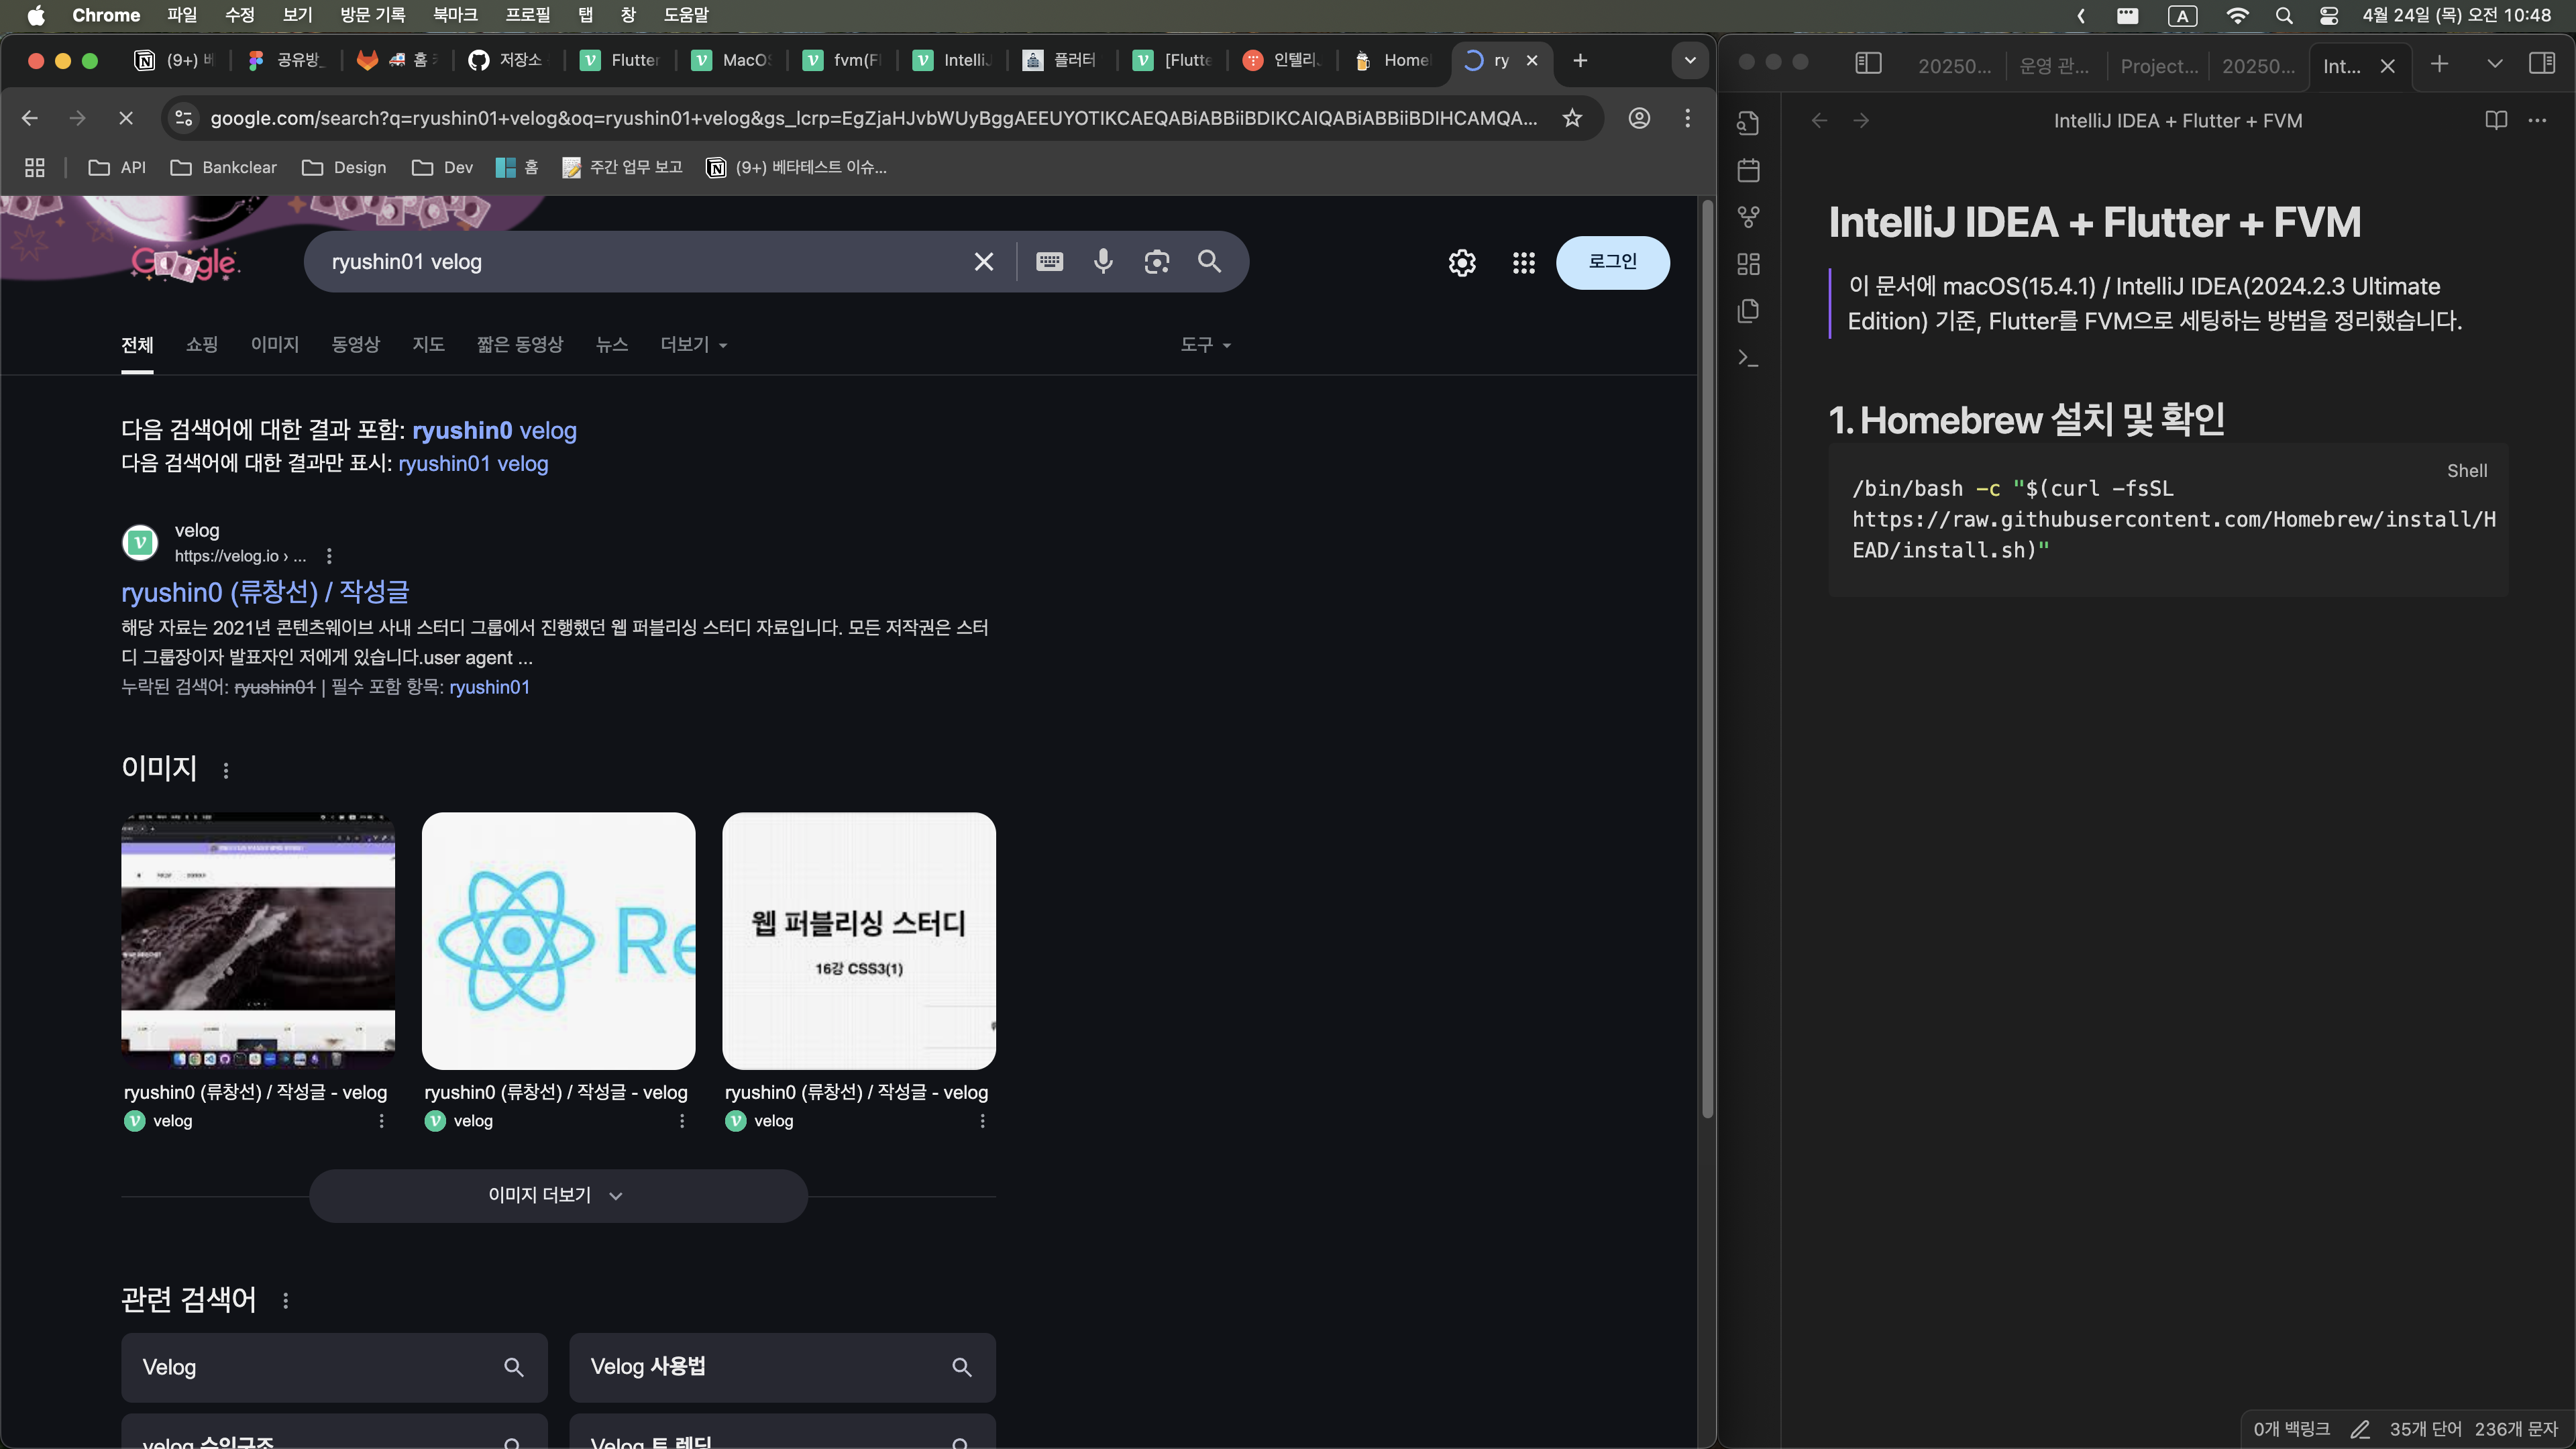 Chrome 파일 수정 보기 방문 기록 북마크 프로필 탭 창 도움말
A 4월 24일 (목) 오전 10:48
(9+) 공유방_ 홈 저장소 Flutter MacOS fvm(Fl IntelliJ 플러터 [Flutte 인텔리 Home ry
google.com/search?q=ryushin01+velog&oq=ryushin01+velog&gs_lcrp=EgZjaHJvbWUyBggAEEUYOTIKCAEQABiABBiiBDIKCAIQABiABBiiBDIHCAMQA...
API Bankclear Design Dev 홈 주간 업무 보고 (9+) 베타테스트 이슈...
Google
ryushin01 velog
로그인
전체 쇼핑 이미지 동영상 지도 짧은 동영상 뉴스 더보기 도구
다음 검색어에 대한 결과 포함: ryushin0 velog
다음 검색어에 대한 결과만 표시: ryushin01 velog
velog
https://velog.io › ...
ryushin0 (류창선) / 작성글
해당 자료는 2021년 콘텐츠웨이브 사내 스터디 그룹에서 진행했던 웹 퍼블리싱 스터디 자료입니다. 모든 저작권은 스터
디 그룹장이자 발표자인 저에게 있습니다.user agent ...
누락된 검색어: ryushin01 | 필수 포함 항목: ryushin01
이미지
Re
웹 퍼블리싱 스터디
16강 CSS3(1)
ryushin0 (류창선) / 작성글 - velog
velog
ryushin0 (류창선) / 작성글 - velog
velog
ryushin0 (류창선) / 작성글 - velog
velog
이미지 더보기
관련 검색어
Velog
Velog 사용법
velog 수익구조
Velog 트렌딩
20250... 운영 관... Project... 20250... Int...
IntelliJ IDEA + Flutter + FVM
IntelliJ IDEA + Flutter + FVM
이 문서에 macOS(15.4.1) / IntelliJ IDEA(2024.2.3 Ultimate
Edition) 기준, Flutter를 FVM으로 세팅하는 방법을 정리했습니다.
1. Homebrew 설치 및 확인
Shell
/bin/bash -c "$(curl -fsSL
https://raw.githubusercontent.com/Homebrew/install/H
EAD/install.sh)"
0개 백링크 35개 단어 236개 문자